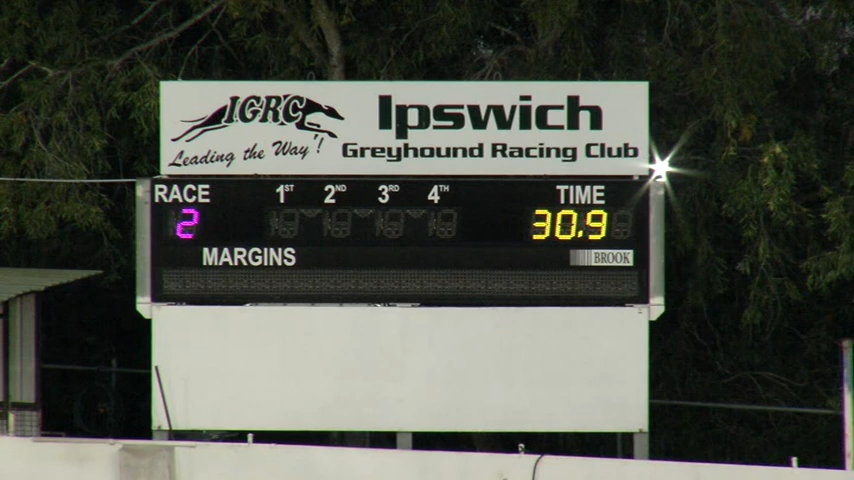 IGRC
Leading the Way!
Ipswich
Greyhound Racing Club
RACE 1ST 2ND 3RD 4TH TIME
2 30.9
MARGINS BROOK